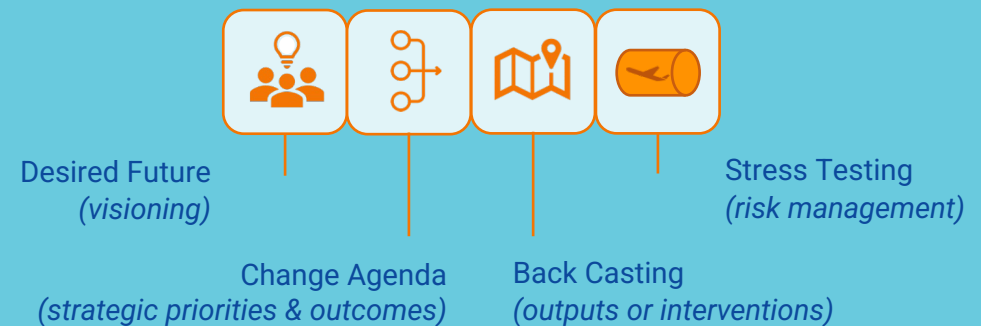 Desired Future
(visioning)
Change Agenda
(strategic priorities & outcomes)
Back Casting
(outputs or interventions)
Stress Testing
(risk management)